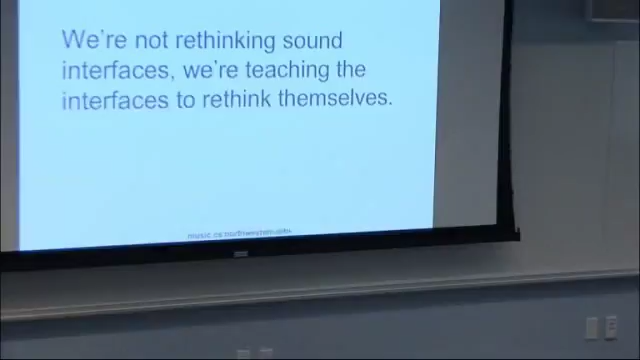 We're not rethinking sound
interfaces, we're teaching the
interfaces to rethink themselves.
music.cs.northwestern.edu